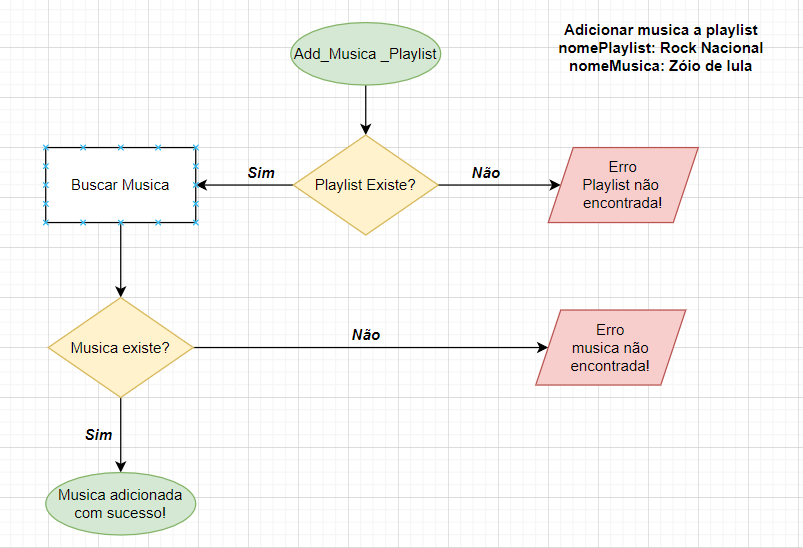 Adicionar musica a playlist
nomePlaylist: Rock Nacional
nomeMusica: Zóio de lula
Add_Musica _Playlist
Playlist Existe?
Sim
Não
Buscar Musica
Erro
Playlist não
encontrada!
Musica existe?
Não
Erro
musica não
encontrada!
Sim
Musica adicionada
com sucesso!